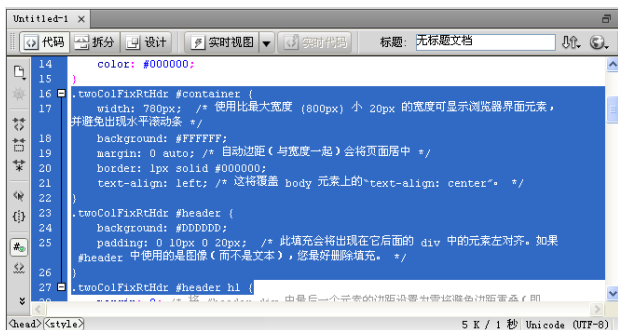 Untitled-1 ×
代码 拆分 设计 实时视图 实时代码 标题: 无标题文档
14 color: #000000;
15 }
16 .twoColFixRtHdr #container {
17 width: 780px; /* 使用比最大宽度 (800px) 小 20px 的宽度可显示浏览器界面元素,
并避免出现水平滚动条 */
18 background: #FFFFFF;
19 margin: 0 auto; /* 自动边距(与宽度一起)会将页面居中 */
20 border: 1px solid #000000;
21 text-align: left; /* 这将覆盖 body 元素上的"text-align: center"。 */
22 }
23 .twoColFixRtHdr #header {
24 background: #DDDDDD;
25 padding: 0 10px 0 20px; /* 此填充会将出现在它后面的 div 中的元素左对齐。如果
#header 中使用的是图像(而不是文本),您最好删除填充。 */
26 }
27 .twoColFixRtHdr #header h1 {
<head> <style> 5 K / 1 秒 Unicode (UTF-8)